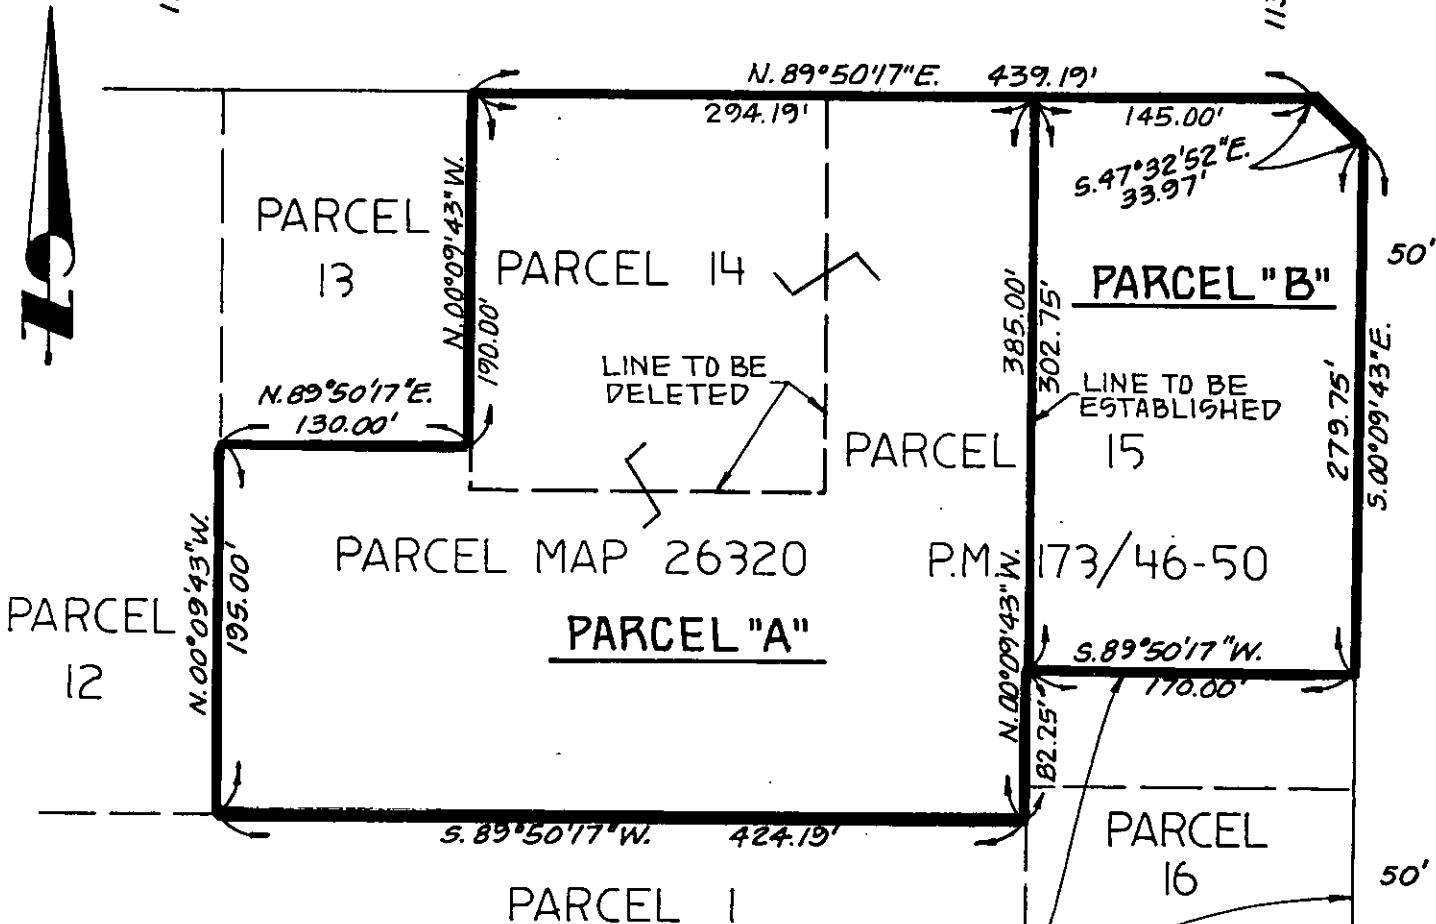 N. 89°50'17"E. 439.19'
294.19'
145.00'
S.47°32'52"E.
33.97'
PARCEL
13
N.00°09'43"W.
190.00'
PARCEL 14
50'
PARCEL "B"
385.00'
302.75'
LINE TO BE
DELETED
LINE TO BE
ESTABLISHED
N.89°50'17"E.
130.00'
279.75'
S.00°09'43"E.
PARCEL 15
PARCEL MAP 26320 P.M. 173/46-50
N.00°09'43"W.
195.00'
PARCEL
12
PARCEL "A"
N.00°09'43"W.
82.25'
S.89°50'17"W.
170.00'
S.89°50'17"W. 424.19'
PARCEL
16
50'
PARCEL 1